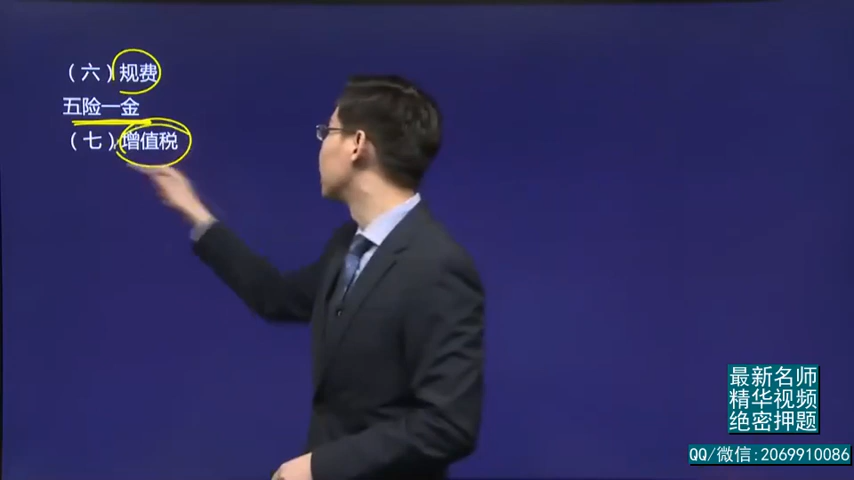 （六）规费
五险一金
（七）增值税
最新名师
精华视频
绝密押题
QQ/微信:2069910086